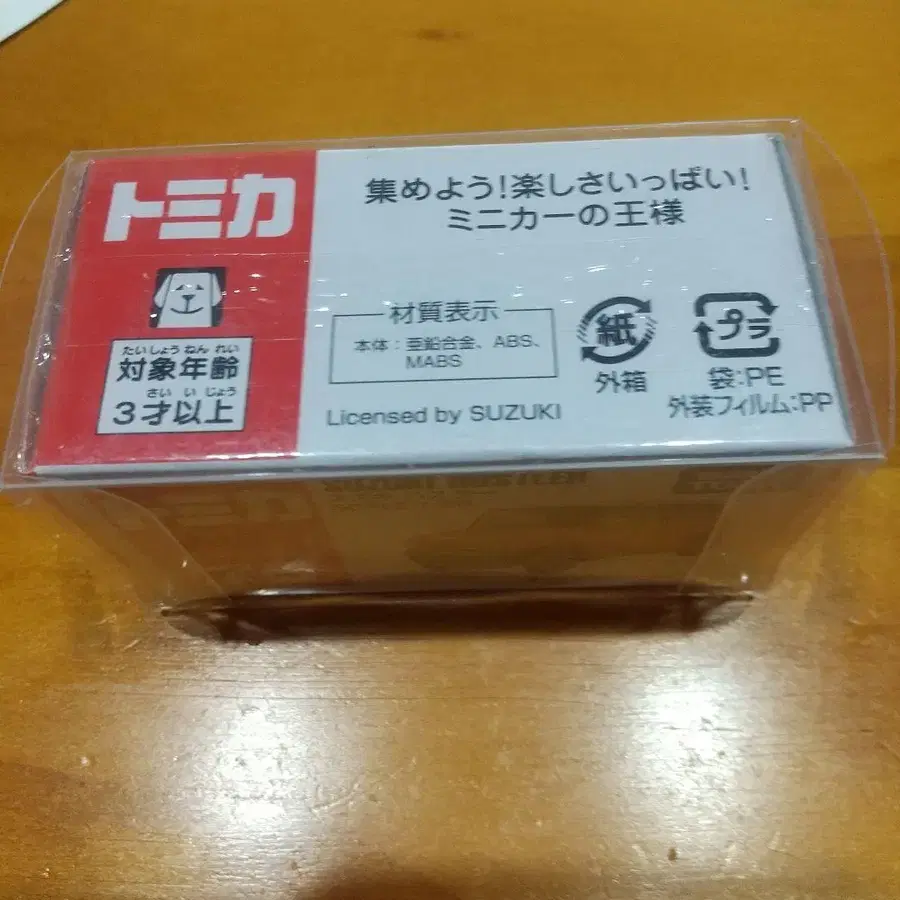 トミカ
集めよう!楽しさいっぱい!
ミニカーの王様
たいしょう ねん れい
対象年齢
さい い じょう
3才以上
材質表示
本体:亜鉛合金、ABS、
MABS
Licensed by SUZUKI
紙
外箱
プラ
袋:PE
外装フィルム:PP